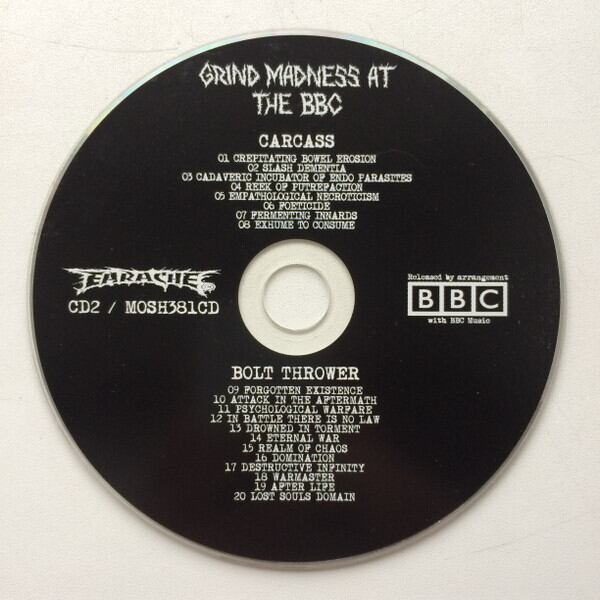 GRIND MADNESS AT
THE BBC
CARCASS
01 CREPITATING BOWEL EROSION
02 SLASH DEMENTIA
03 CADAVERIC INCUBATOR OF ENDO PARASITES
04 REEK OF PUTREFACTION
05 EMPATHOLOGICAL NECROTICISM
06 FOETICIDE
07 FERMENTING INNARDS
08 EXHUME TO CONSUME
EARACHE
CD2 / MOSH381CD
Released by arrangement
BBC
with BBC Music
BOLT THROWER
09 FORGOTTEN EXISTENCE
10 ATTACK IN THE AFTERMATH
11 PSYCHOLOGICAL WARFARE
12 IN BATTLE THERE IS NO LAW
13 DROWNED IN TORMENT
14 ETERNAL WAR
15 REALM OF CHAOS
16 DOMINATION
17 DESTRUCTIVE INFINITY
18 WARMASTER
19 AFTER LIFE
20 LOST SOULS DOMAIN